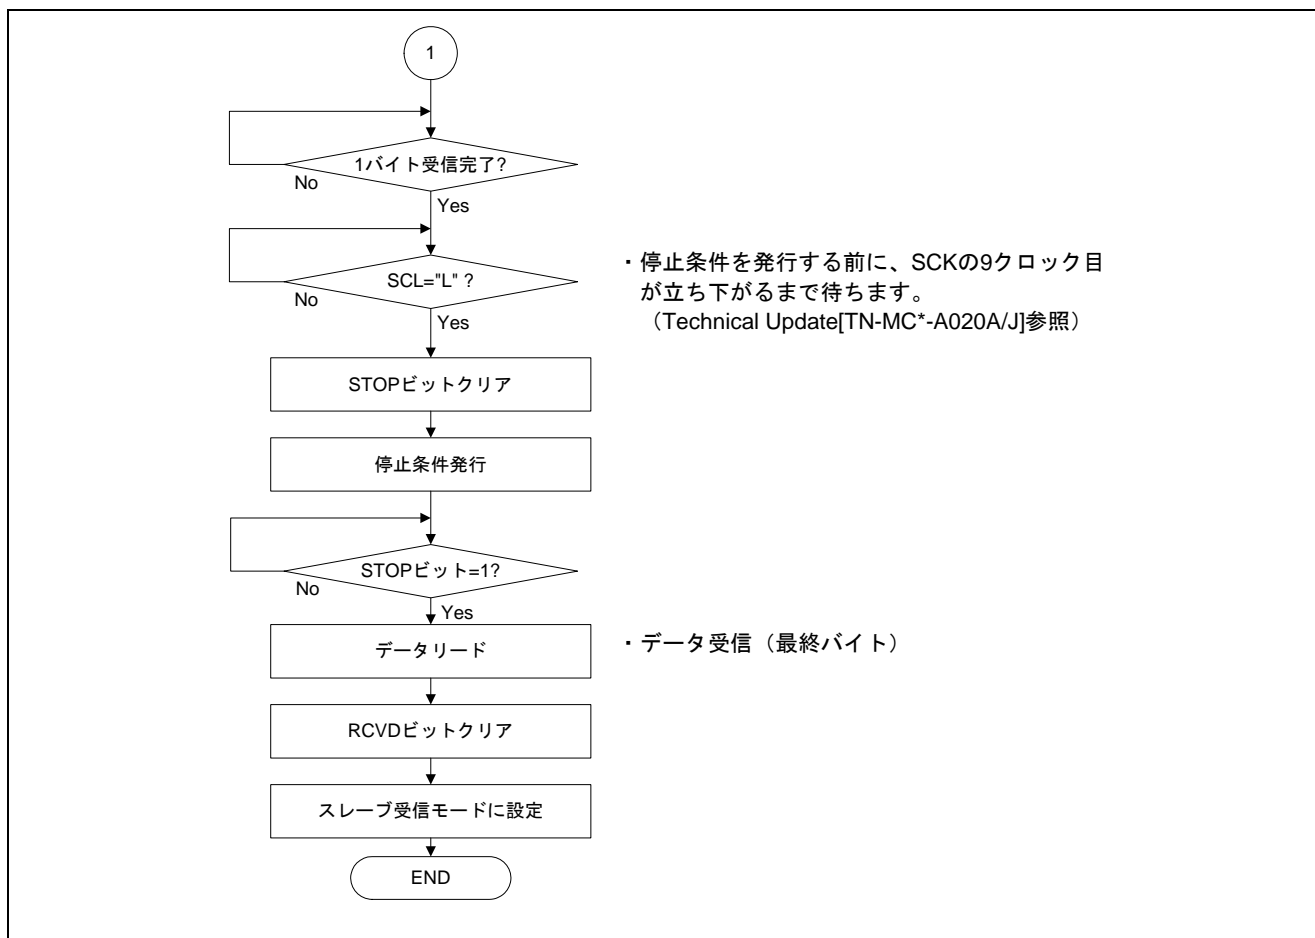 1
1バイト受信完了?
No
Yes
SCL="L" ?
No
Yes
・停止条件を発行する前に、SCKの9クロック目
が立ち下がるまで待ちます。
（Technical Update[TN-MC*-A020A/J]参照）
STOPビットクリア
停止条件発行
STOPビット=1?
No
Yes
データリード
・データ受信（最終バイト）
RCVDビットクリア
スレーブ受信モードに設定
END